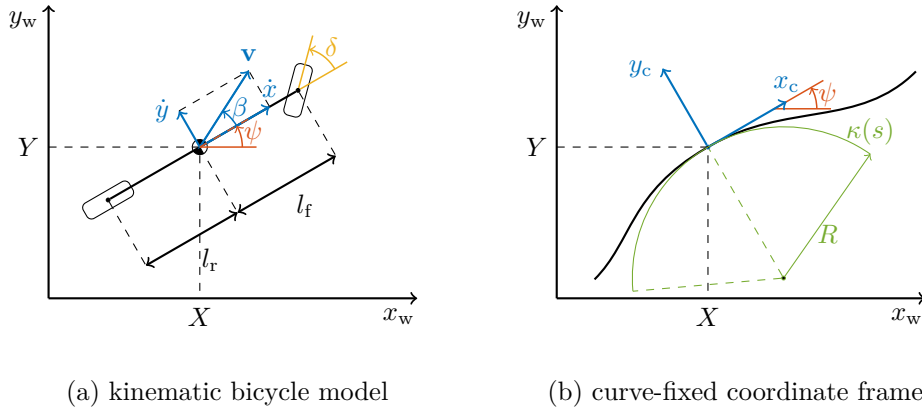 y_w
v
δ
ẋ
ẏ
β
ψ
Y
l_f
l_r
X
x_w
(a) kinematic bicycle model
y_w
y_c
x_c
ψ
κ(s)
Y
R
X
x_w
(b) curve-fixed coordinate frame